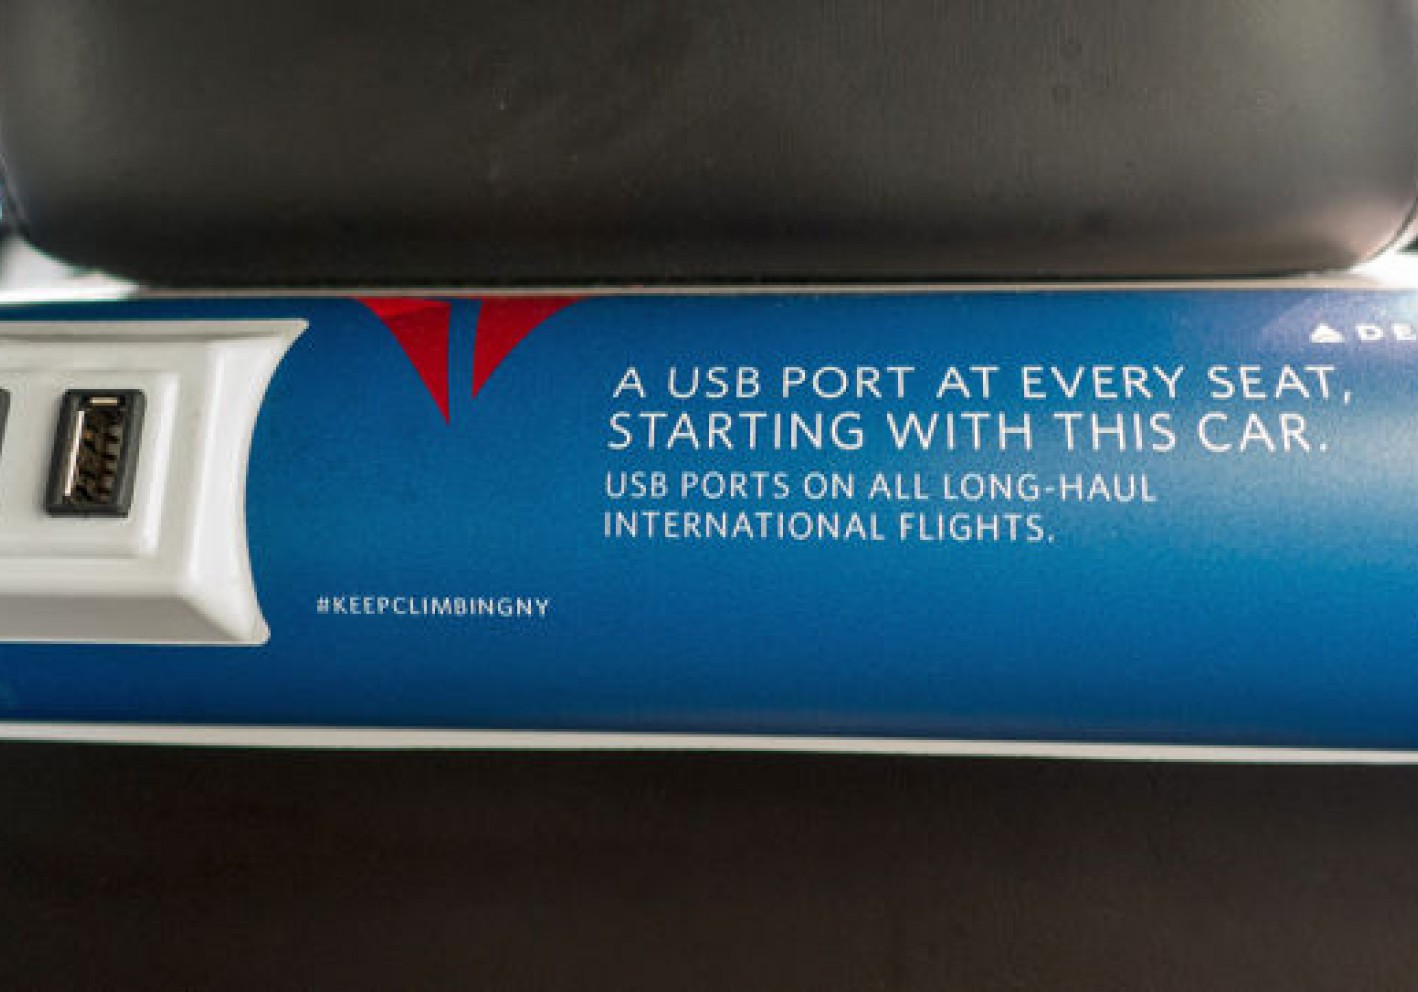 A USB PORT AT EVERY SEAT,
STARTING WITH THIS CAR.
USB PORTS ON ALL LONG-HAUL
INTERNATIONAL FLIGHTS.
#KEEPCLIMBINGNY